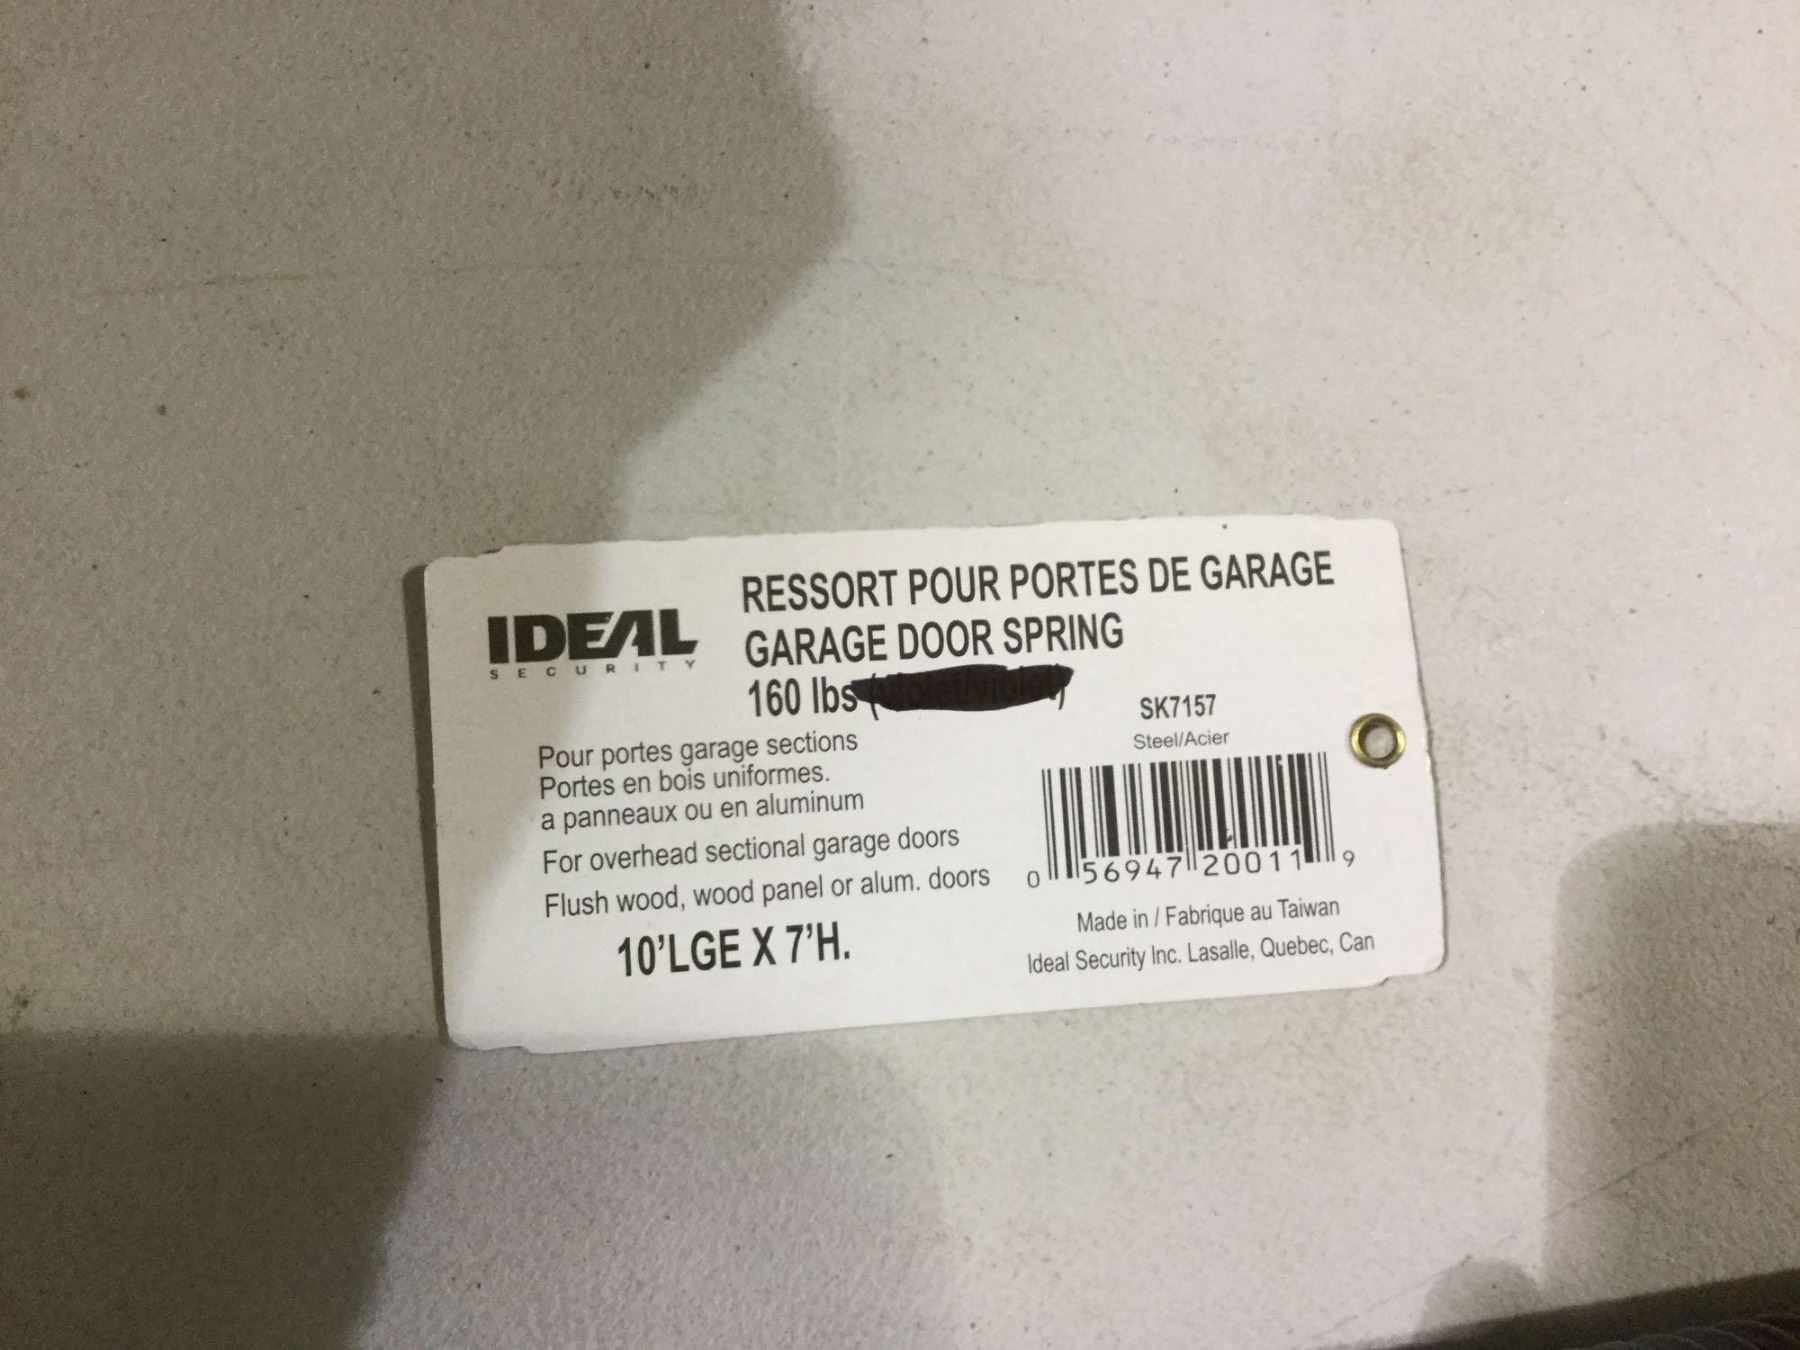 IDEAL
SECURITY
RESSORT POUR PORTES DE GARAGE
GARAGE DOOR SPRING
160 lbs (violet/violet)
Pour portes garage sections
Portes en bois uniformes.
a panneaux ou en aluminum
For overhead sectional garage doors
Flush wood, wood panel or alum. doors
10'LGE X 7'H.
SK7157
Steel/Acier
0 56947 20011 9
Made in / Fabrique au Taiwan
Ideal Security Inc. Lasalle, Quebec, Can